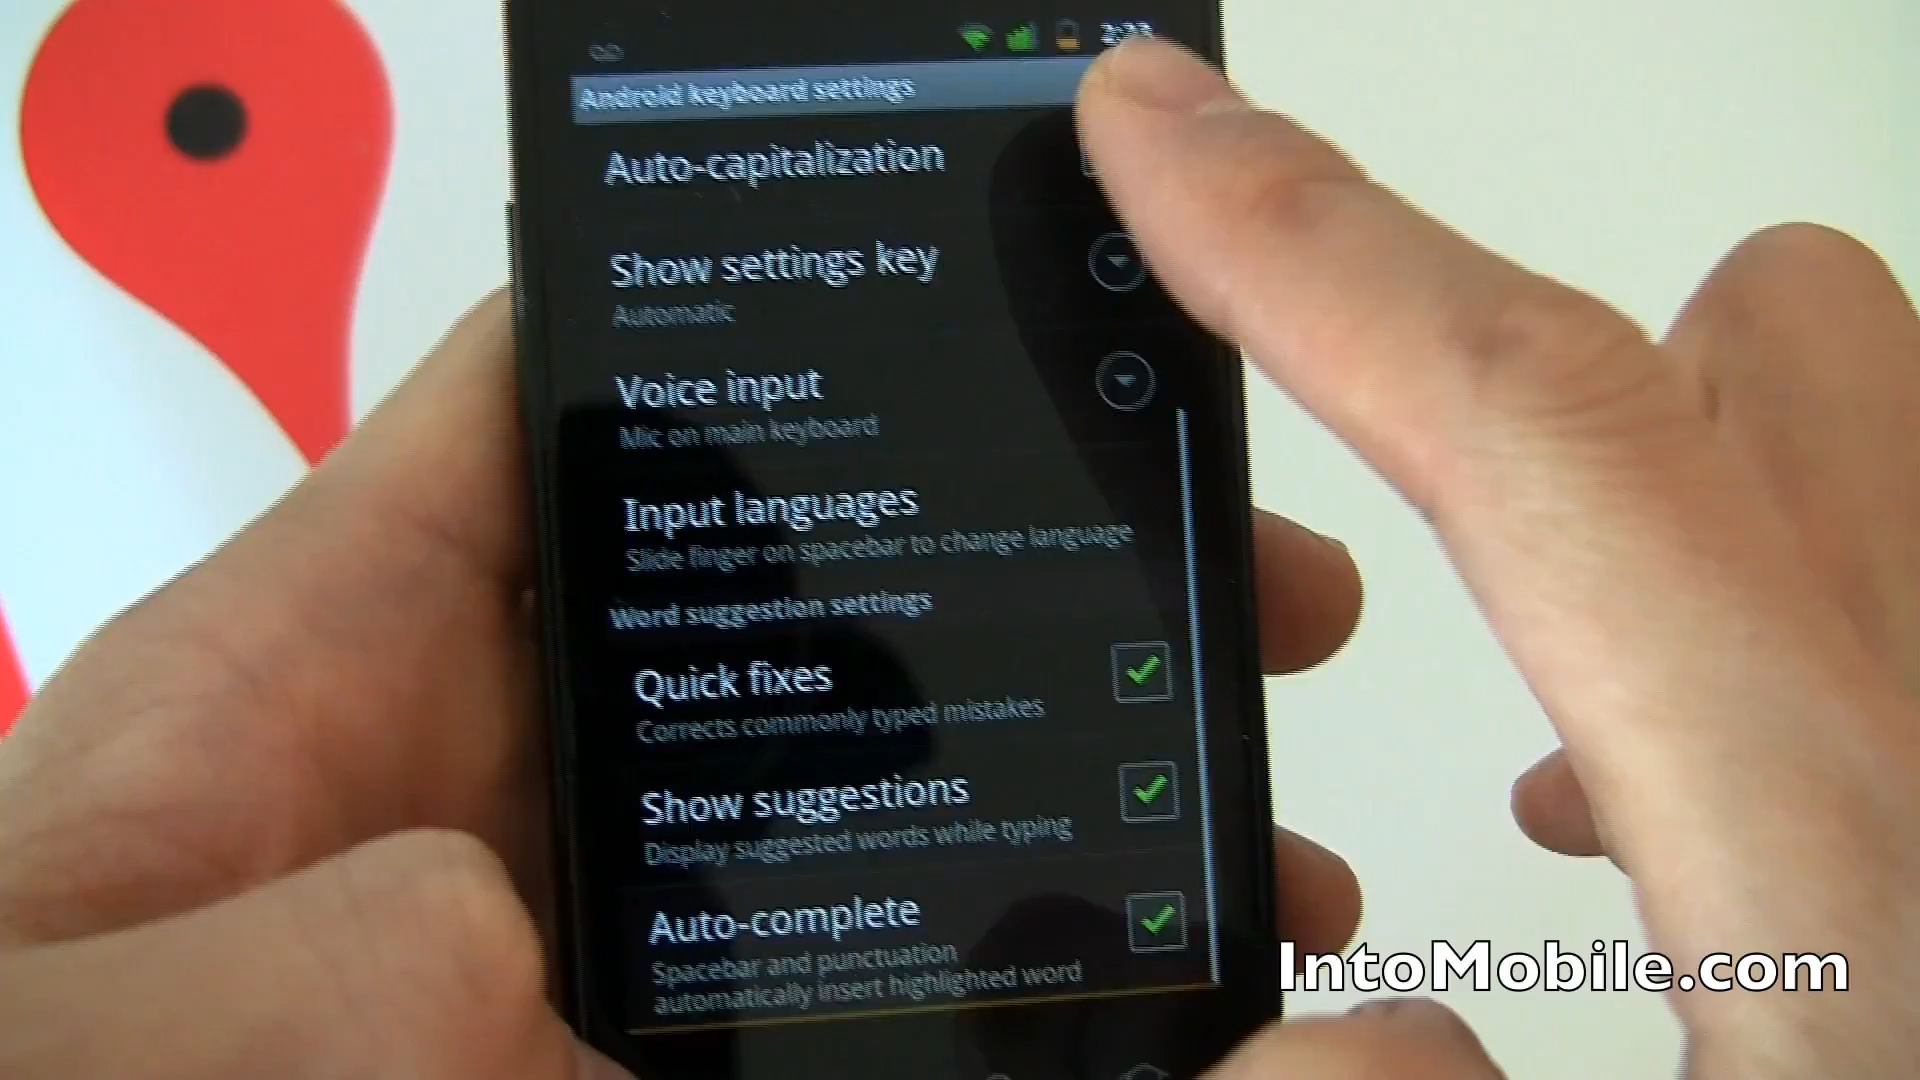 2:23
Android keyboard settings
Auto-capitalization
Show settings key
Automatic
Voice input
Mic on main keyboard
Input languages
Slide finger on spacebar to change language
Word suggestion settings
Quick fixes
Corrects commonly typed mistakes
Show suggestions
Display suggested words while typing
Auto-complete
Spacebar and punctuation
automatically insert highlighted word
IntoMobile.com